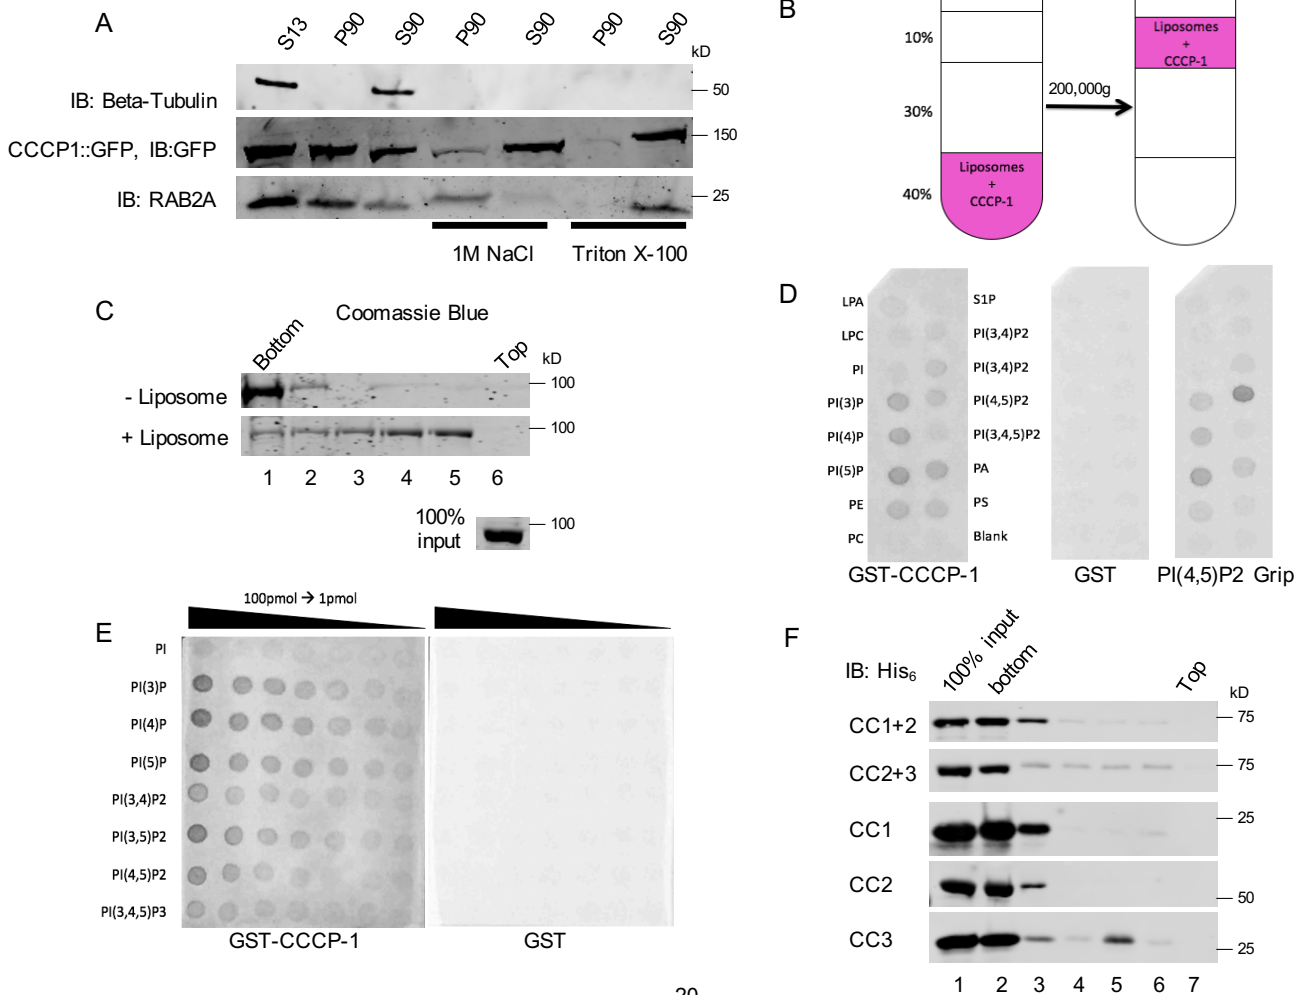 A
S13
P90
S90
P90
S90
P90
S90
kD
IB: Beta-Tubulin
50
CCCP1::GFP, IB:GFP
150
IB: RAB2A
25
1M NaCl
Triton X-100
B
10%
30%
40%
Liposomes
+
CCCP-1
200,000g
Liposomes
+
CCCP-1
C
Coomassie Blue
Bottom
Top
kD
- Liposome
100
+ Liposome
100
1 2 3 4 5 6
100%
input
100
D
LPA
LPC
PI
PI(3)P
PI(4)P
PI(5)P
PE
PC
S1P
PI(3,4)P2
PI(3,4)P2
PI(4,5)P2
PI(3,4,5)P2
PA
PS
Blank
GST-CCCP-1
GST
PI(4,5)P2 Grip
E
100pmol → 1pmol
PI
PI(3)P
PI(4)P
PI(5)P
PI(3,4)P2
PI(3,5)P2
PI(4,5)P2
PI(3,4,5)P3
GST-CCCP-1
GST
F
IB: His₆
100% input
bottom
Top
kD
CC1+2
75
CC2+3
75
CC1
25
CC2
50
CC3
25
1 2 3 4 5 6 7